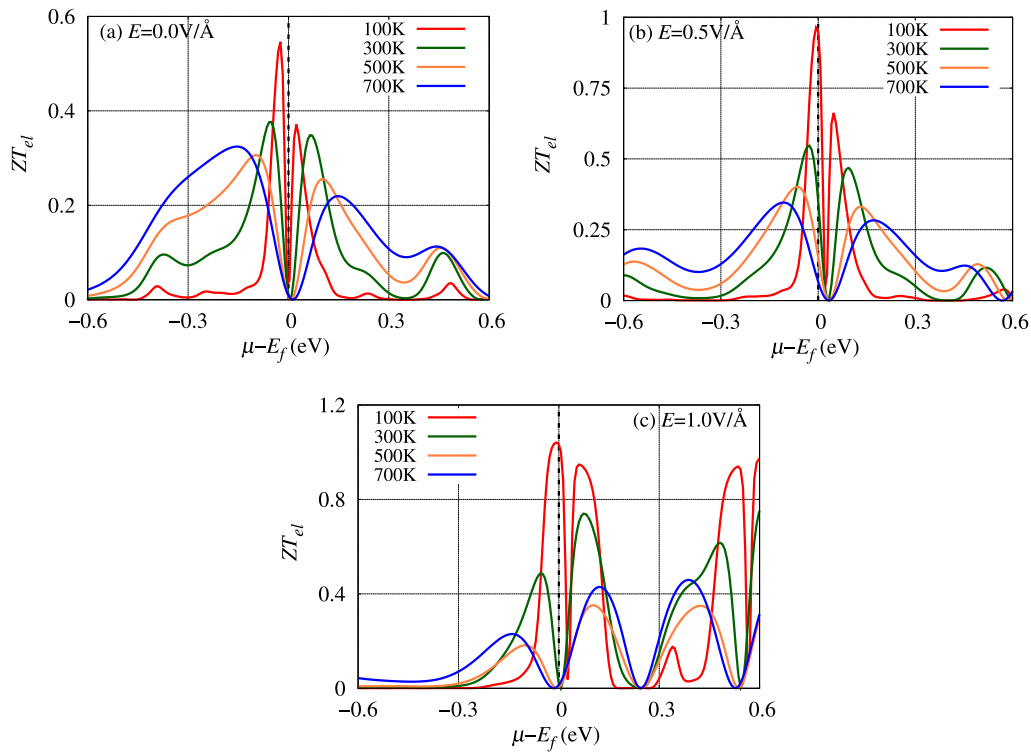 (a) E=0.0V/Å
100K
300K
500K
700K
ZT_el
0.6
0.4
0.2
0
−0.6
−0.3
0
0.3
0.6
μ−E_f (eV)
(b) E=0.5V/Å
100K
300K
500K
700K
ZT_el
1
0.75
0.5
0.25
0
−0.6
−0.3
0
0.3
0.6
μ−E_f (eV)
(c) E=1.0V/Å
100K
300K
500K
700K
ZT_el
1.2
0.8
0.4
0
−0.6
−0.3
0
0.3
0.6
μ−E_f (eV)